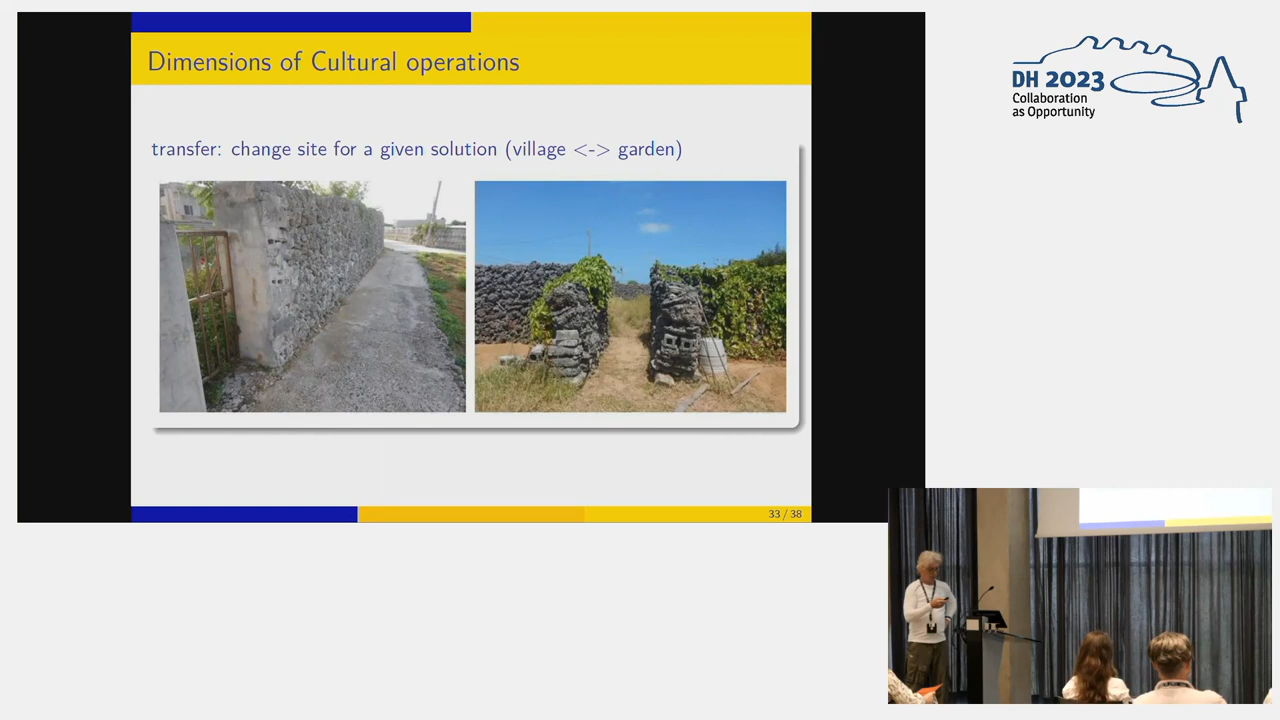 Dimensions of Cultural operations
transfer: change site for a given solution (village <-> garden)
33 / 38
DH 2023
Collaboration
as Opportunity